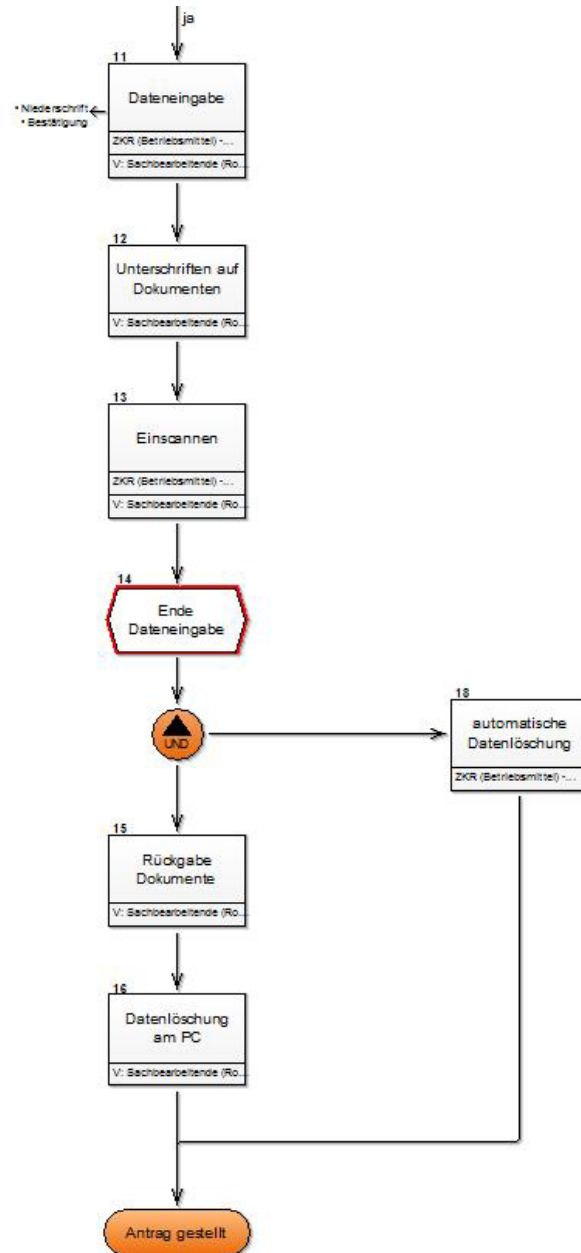 ja
11
Dateneingabe
• Niederschrift
• Bestätigung
ZKR (Betriebsmittel) -...
V: Sachbearbeitende (Ro...
12
Unterschriften auf
Dokumenten
V: Sachbearbeitende (Ro...
13
Einscannen
ZKR (Betriebsmittel) -...
V: Sachbearbeitende (Ro...
14
Ende
Dateneingabe
UND
18
automatische
Datenlöschung
ZKR (Betriebsmittel) -...
15
Rückgabe
Dokumente
V: Sachbearbeitende (Ro...
16
Datenlöschung
am PC
V: Sachbearbeitende (Ro...
Antrag gestellt